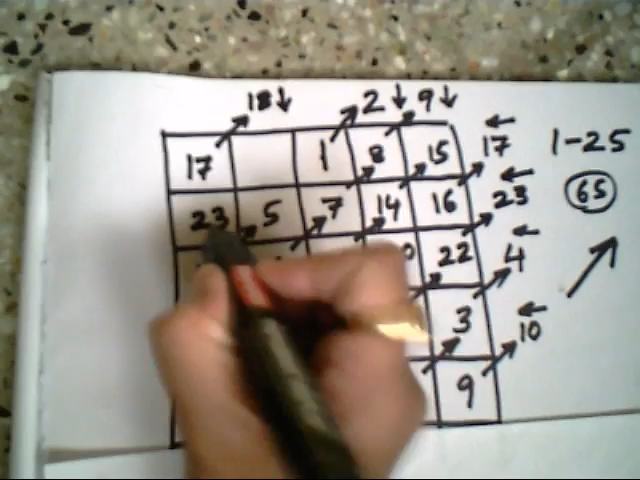 18↓ 2↓ 9↓
17 1 8 15 17 ← 1-25
23 5 7 14 16 23 ← 65
22 4 ←
3 10 ←
9